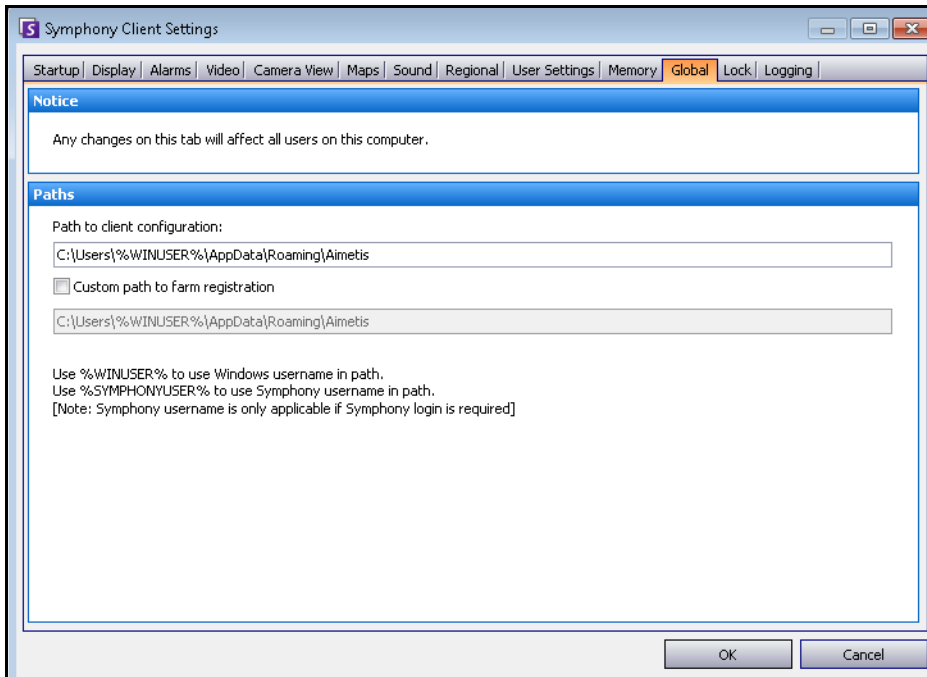 Symphony Client Settings
Startup Display Alarms Video Camera View Maps Sound Regional User Settings Memory Global Lock Logging
Notice
Any changes on this tab will affect all users on this computer.
Paths
Path to client configuration:
C:\Users\%WINUSER%\AppData\Roaming\Aimetis
Custom path to farm registration
C:\Users\%WINUSER%\AppData\Roaming\Aimetis
Use %WINUSER% to use Windows username in path.
Use %SYMPHONYUSER% to use Symphony username in path.
[Note: Symphony username is only applicable if Symphony login is required]
OK Cancel